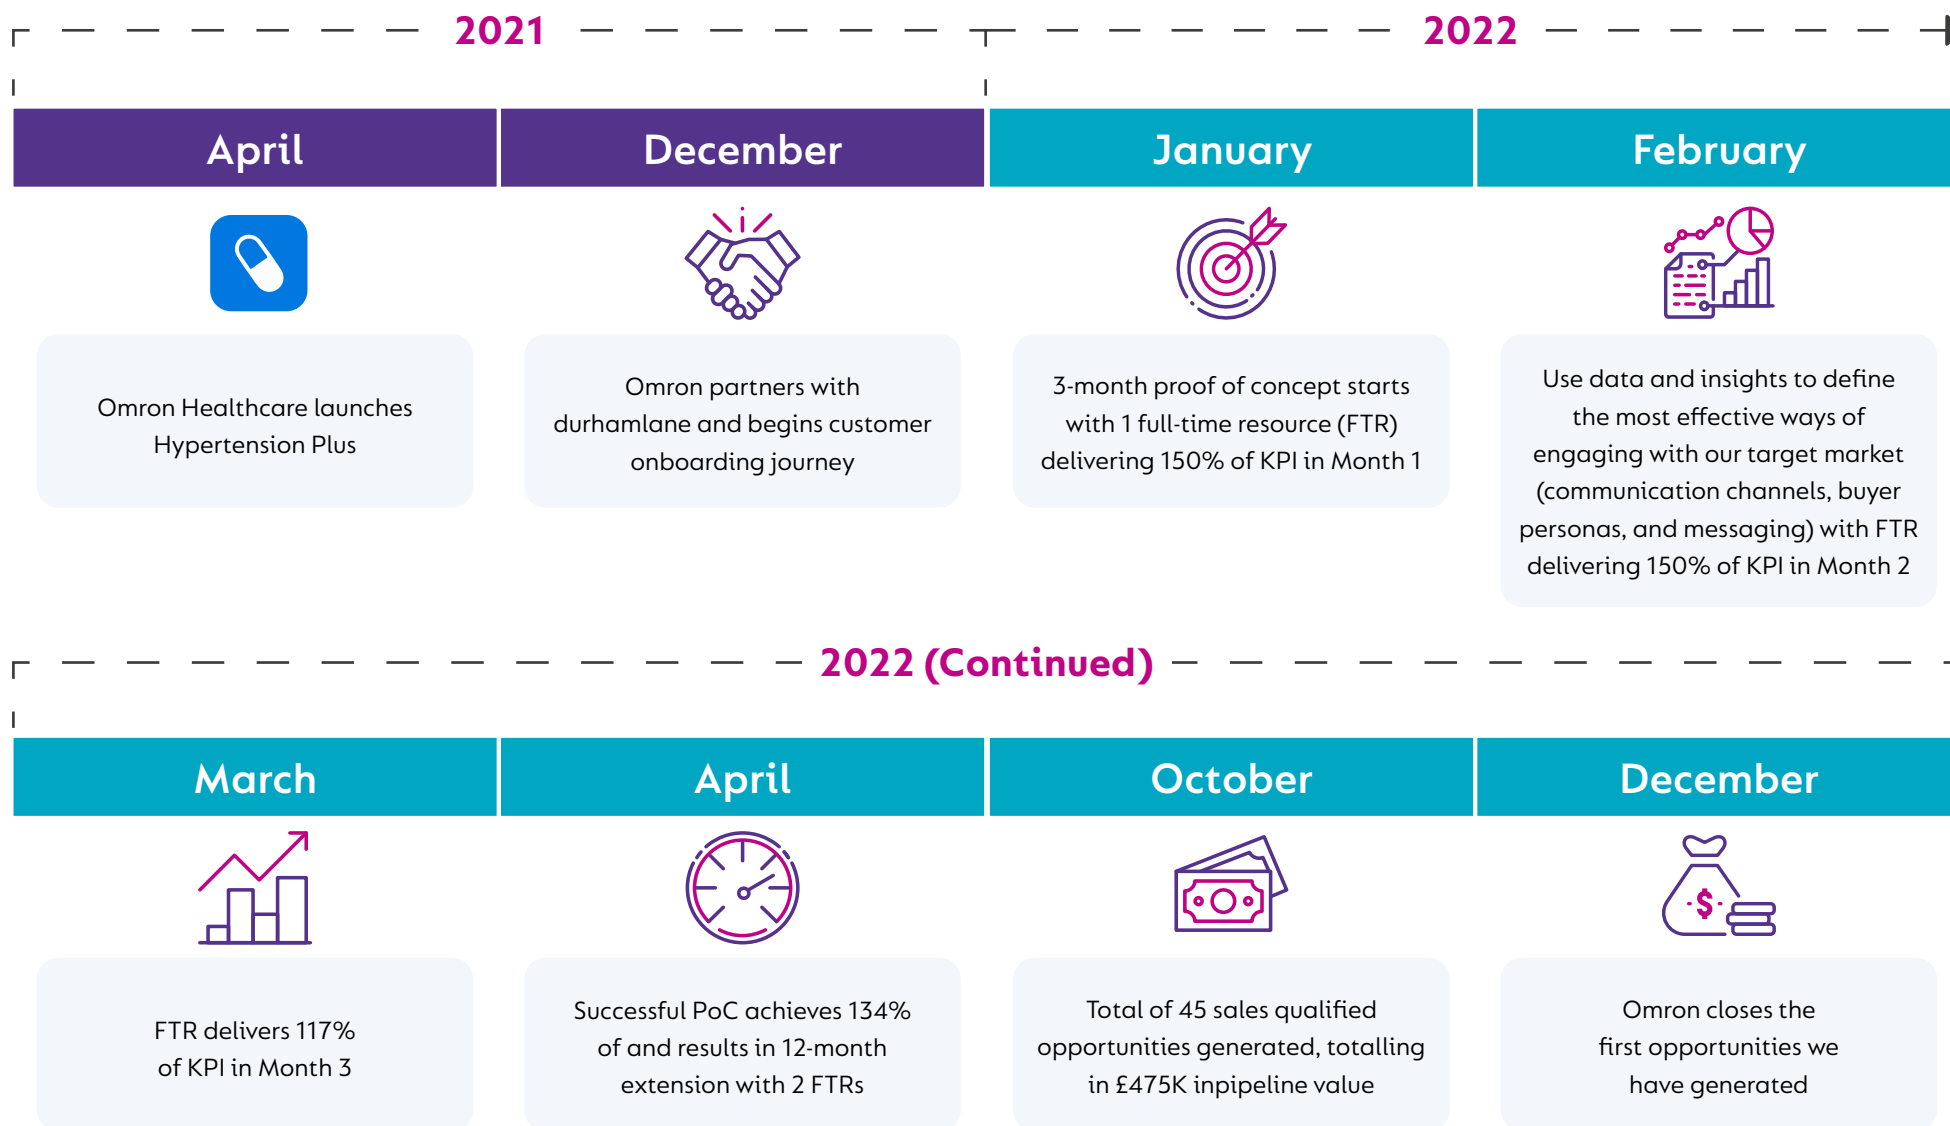 2021
2022
April
December
January
February
Omron Healthcare launches
Hypertension Plus
Omron partners with
durhamlane and begins customer
onboarding journey
3-month proof of concept starts
with 1 full-time resource (FTR)
delivering 150% of KPI in Month 1
Use data and insights to define
the most effective ways of
engaging with our target market
(communication channels, buyer
personas, and messaging) with FTR
delivering 150% of KPI in Month 2
2022 (Continued)
March
April
October
December
$
FTR delivers 117%
of KPI in Month 3
Successful PoC achieves 134%
of and results in 12-month
extension with 2 FTRs
Total of 45 sales qualified
opportunities generated, totalling
in £475K inpipeline value
Omron closes the
first opportunities we
have generated